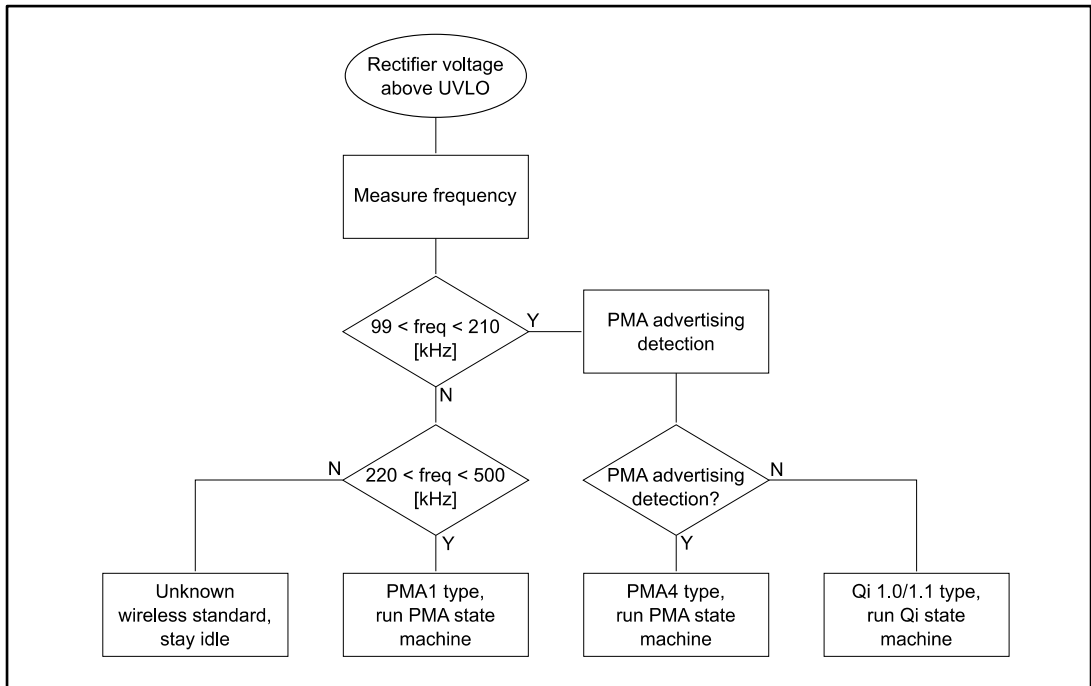 Rectifier voltage
above UVLO
Measure frequency
99 < freq < 210
[kHz]
Y
N
PMA advertising
detection
220 < freq < 500
[kHz]
N
Y
PMA advertising
detection?
N
Y
Unknown
wireless standard,
stay idle
PMA1 type,
run PMA state
machine
PMA4 type,
run PMA state
machine
Qi 1.0/1.1 type,
run Qi state
machine